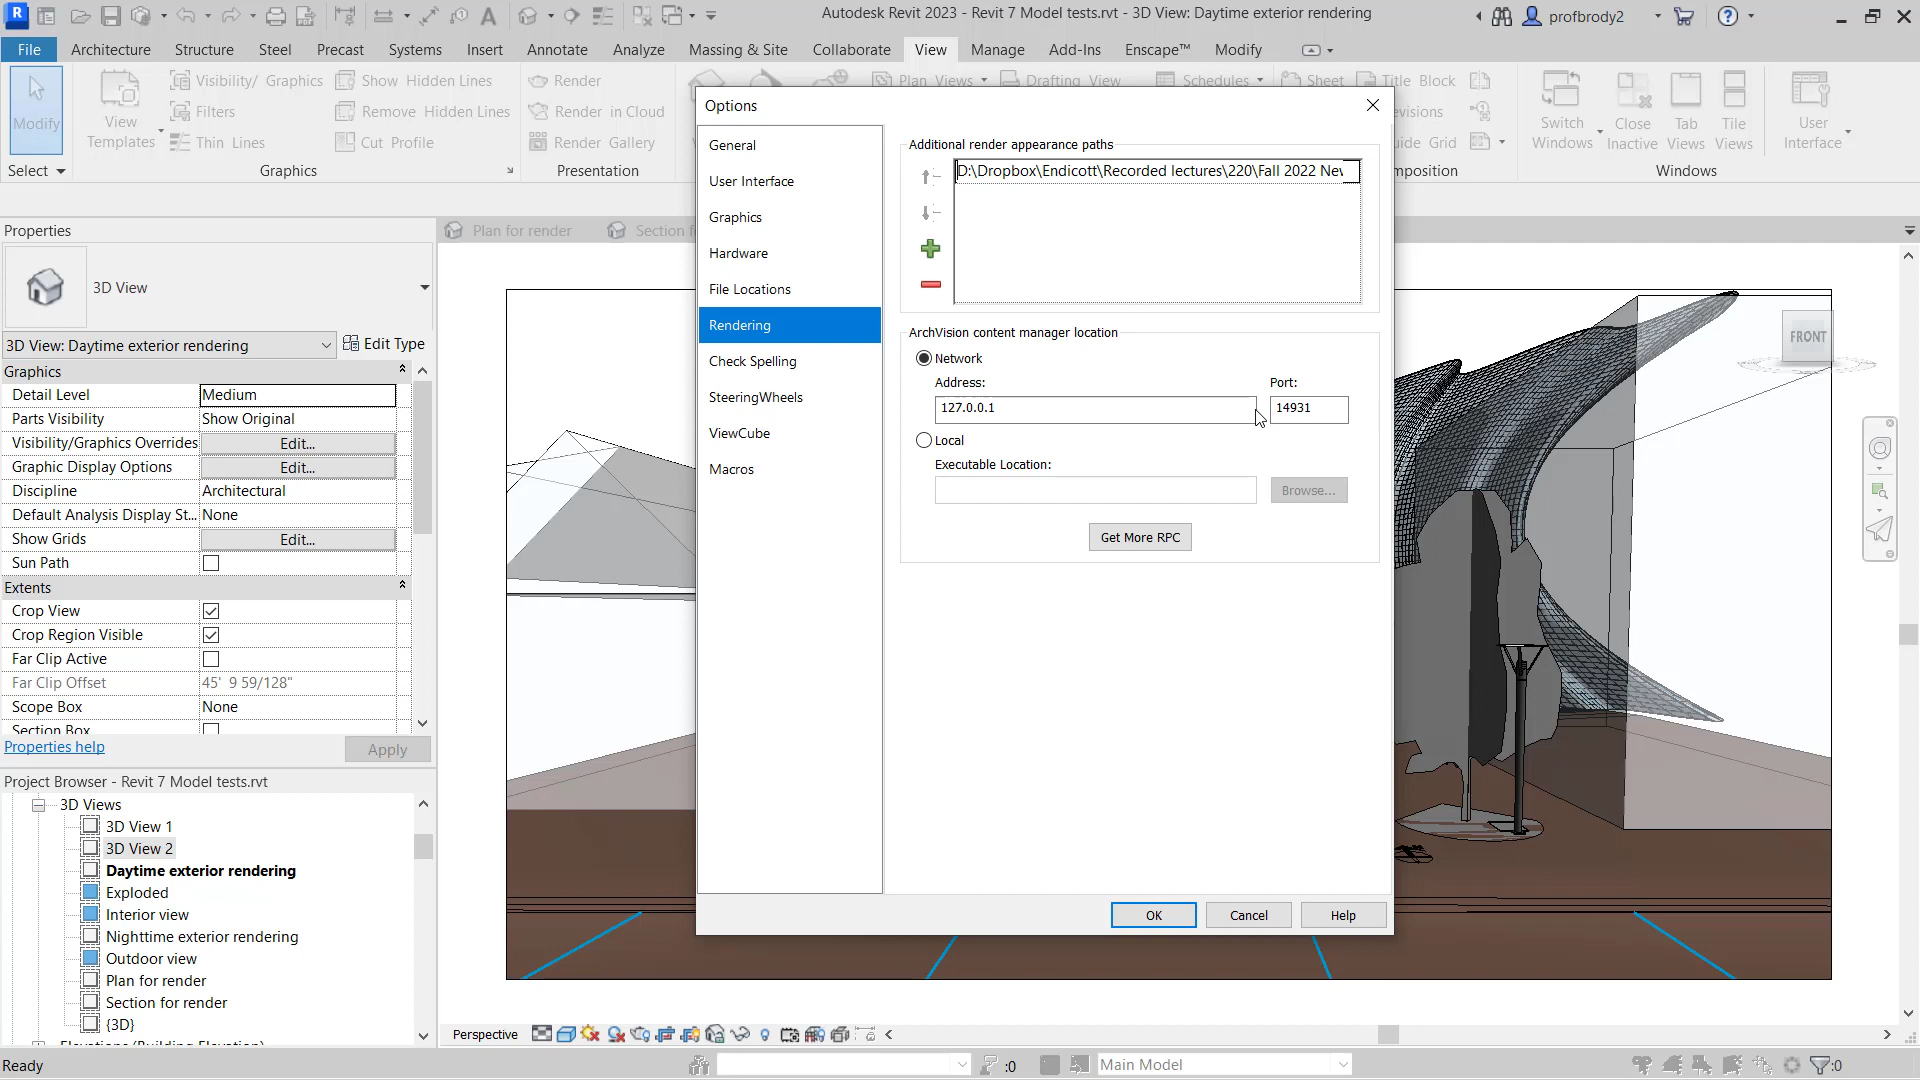 Autodesk Revit 2023 - Revit 7 Model tests.rvt - 3D View: Daytime exterior rendering
profbrody2
File Architecture Structure Steel Precast Systems Insert Annotate Analyze Massing & Site Collaborate View Manage Add-Ins Enscape™ Modify
Modify
View Templates
Visibility/ Graphics
Filters
Thin Lines
Show Hidden Lines
Remove Hidden Lines
Cut Profile
Render
Render in Cloud
Render Gallery
Plan Views
Drafting View
Schedules
Sheet
Title Block
evisions
uide Grid
Switch Windows
Close Inactive
Tab Views
Tile Views
User Interface
Select
Graphics
Presentation
mposition
Windows
Properties
3D View
3D View: Daytime exterior rendering
Edit Type
Graphics
Detail Level Medium
Parts Visibility Show Original
Visibility/Graphics Overrides Edit...
Graphic Display Options Edit...
Discipline Architectural
Default Analysis Display St... None
Show Grids Edit...
Sun Path
Extents
Crop View
Crop Region Visible
Far Clip Active
Far Clip Offset 45' 9 59/128"
Scope Box None
Section Box
Properties help
Apply
Project Browser - Revit 7 Model tests.rvt
3D Views
3D View 1
3D View 2
Daytime exterior rendering
Exploded
Interior view
Nighttime exterior rendering
Outdoor view
Plan for render
Section for render
{3D}
Elevations (Building Elevation)
Plan for render
Section f
Options
General
User Interface
Graphics
Hardware
File Locations
Rendering
Check Spelling
SteeringWheels
ViewCube
Macros
Additional render appearance paths
D:\Dropbox\Endicott\Recorded lectures\220\Fall 2022 Nev
ArchVision content manager location
Network
Address: Port:
127.0.0.1 14931
Local
Executable Location:
Browse...
Get More RPC
OK Cancel Help
FRONT
Perspective
Ready
:0
Main Model
:0